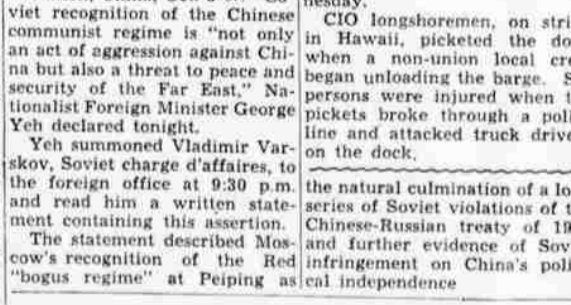 viet recognition of the Chinese
communist regime is "not only
an act of aggression against Chi-
na but also a threat to peace and
security of the Far East," Na-
tionalist Foreign Minister George
Yeh declared tonight.
Yeh summoned Vladimir Var-
skov, Soviet charge d'affaires, to
the foreign office at 9:30 p.m.
and read him a written state-
ment containing this assertion.
The statement described Mos-
cow's recognition of the Red
"bogus regime" at Peiping as
CIO longshoremen, on stri
in Hawaii, picketed the do
when a non-union local cre
began unloading the barge. S
persons were injured when t
pickets broke through a poli
line and attacked truck drive
on the dock.
the natural culmination of a lo
series of Soviet violations of t
Chinese-Russian treaty of 19
and further evidence of Sov
infringement on China's poli
cal independence